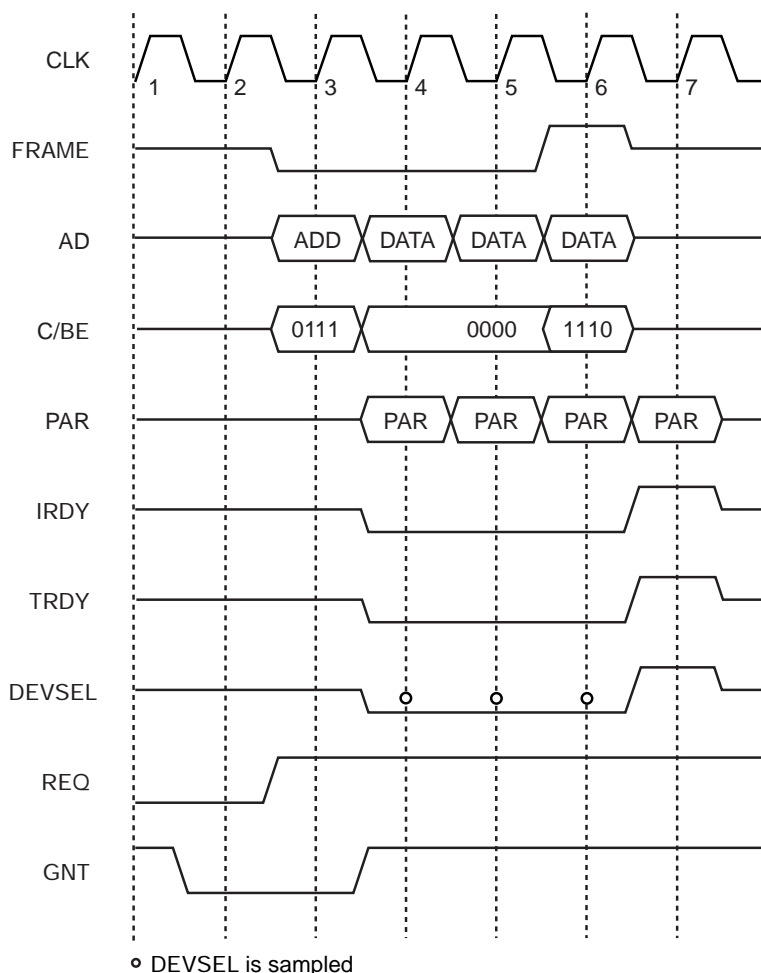 CLK
1 2 3 4 5 6 7
FRAME
AD ADD DATA DATA DATA
C/BE 0111 0000 1110
PAR PAR PAR PAR PAR
IRDY
TRDY
DEVSEL
REQ
GNT
DEVSEL is sampled